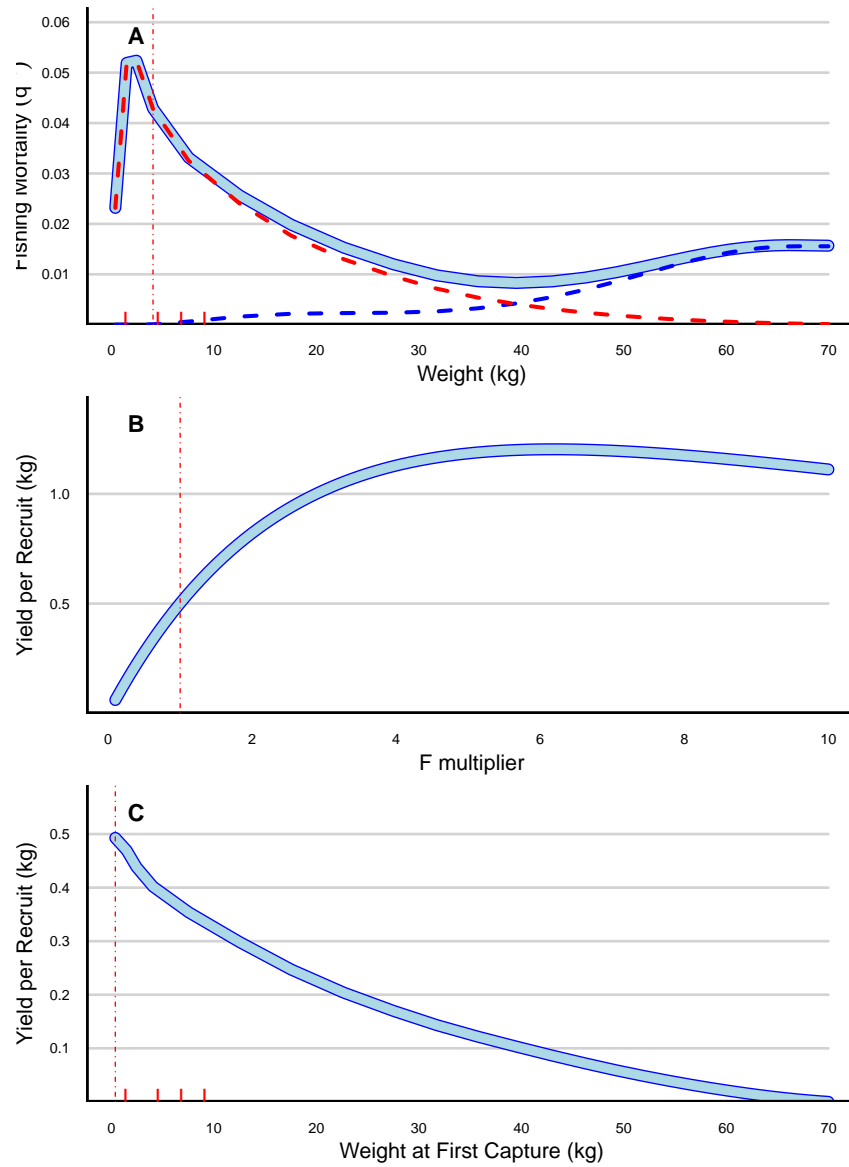 A
0.06
0.05
0.04
0.03
0.02
0.01
Fishing Mortality (q
0 10 20 30 40 50 60 70
Weight (kg)
B
1.0
0.5
Yield per Recruit (kg)
0 2 4 6 8 10
F multiplier
C
0.5
0.4
0.3
0.2
0.1
Yield per Recruit (kg)
0 10 20 30 40 50 60 70
Weight at First Capture (kg)